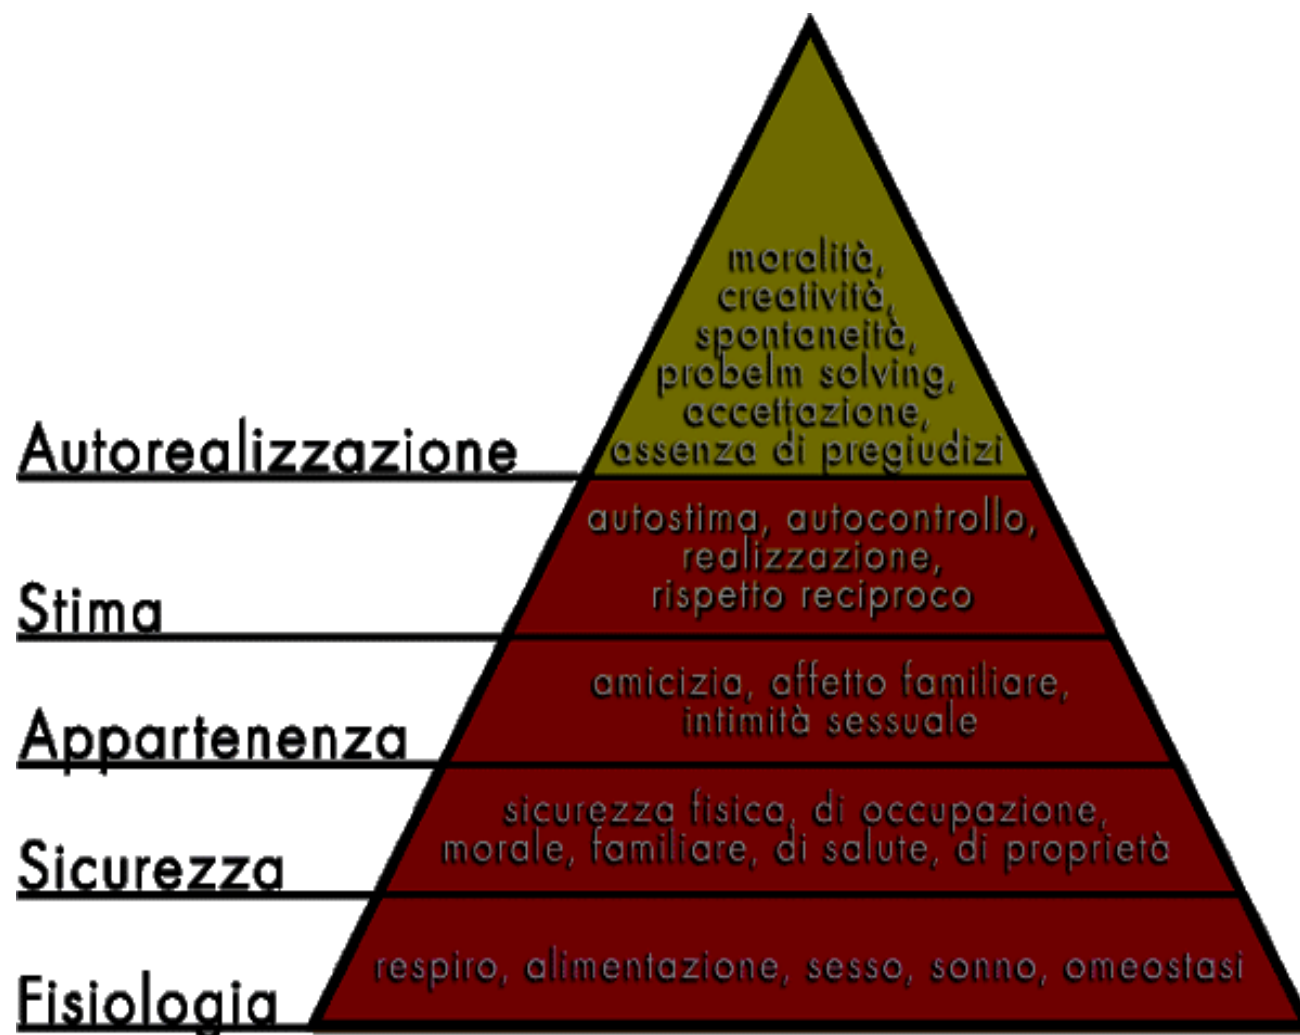 moralità,
creatività,
spontaneità,
probelm solving,
accettazione,
assenza di pregiudizi
Autorealizzazione
autostima, autocontrollo,
realizzazione,
rispetto reciproco
Stima
amicizia, affetto familiare,
intimità sessuale
Appartenenza
sicurezza fisica, di occupazione,
morale, familiare, di salute, di proprietà
Sicurezza
respiro, alimentazione, sesso, sonno, omeostasi
Fisiologia